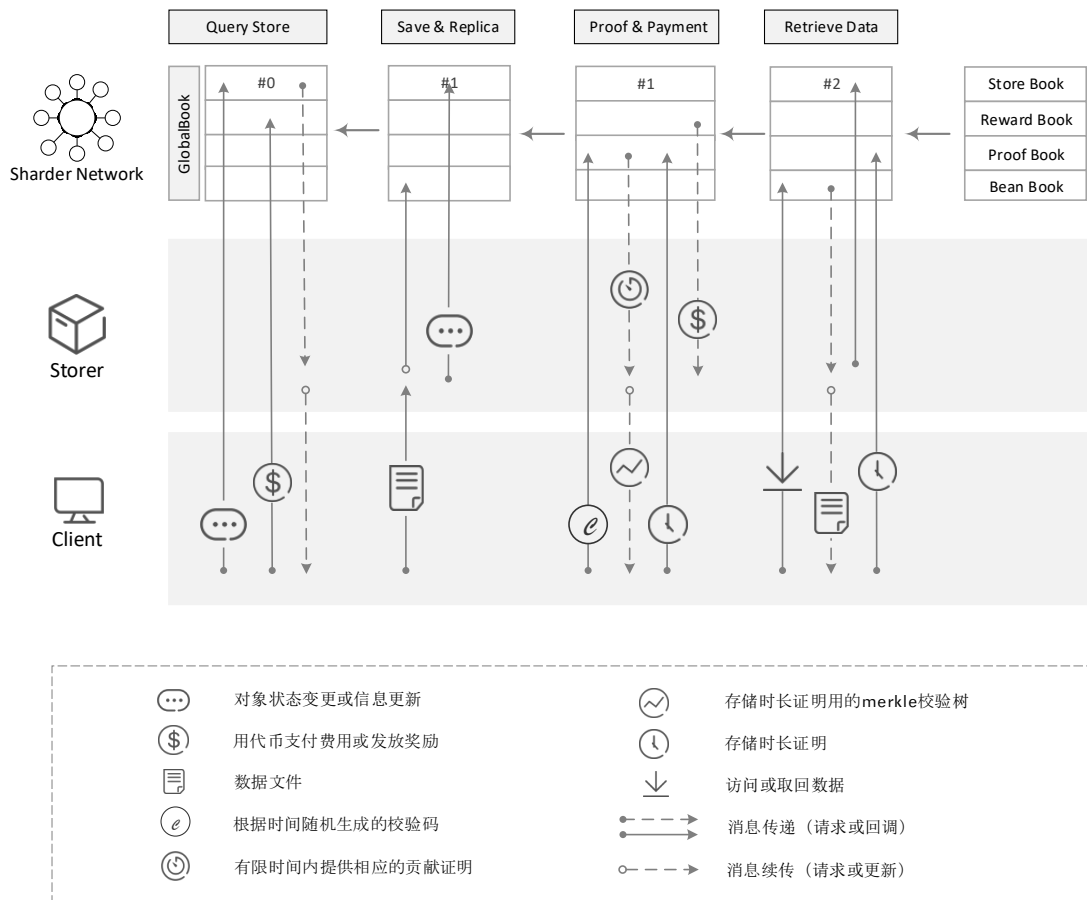 Query Store
Save & Replica
Proof & Payment
Retrieve Data
Sharder Network
GlobalBook
#0
#1
#1
#2
Store Book
Reward Book
Proof Book
Bean Book
Storer
$
Client
$
e
对象状态变更或信息更新
存储时长证明用的merkle校验树
$
用代币支付费用或发放奖励
存储时长证明
数据文件
访问或取回数据
e
根据时间随机生成的校验码
消息传递（请求或回调）
有限时间内提供相应的贡献证明
消息续传（请求或更新）